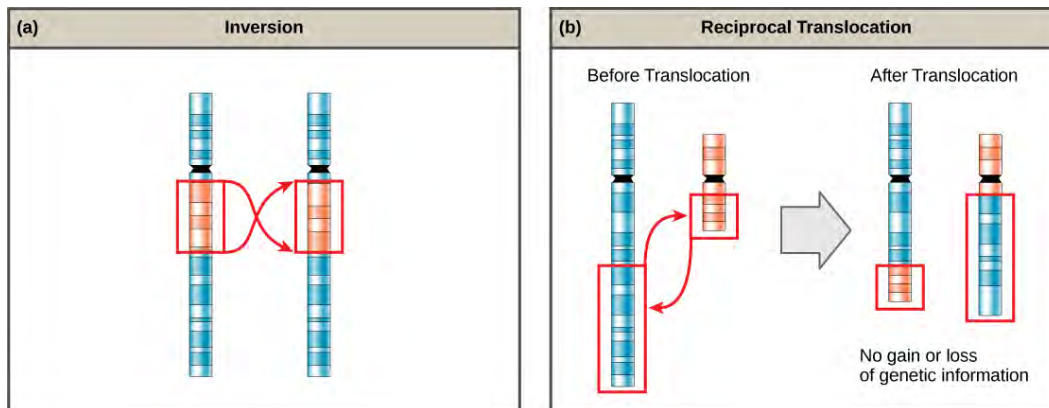 (a) Inversion
(b) Reciprocal Translocation
Before Translocation
After Translocation
No gain or loss
of genetic information